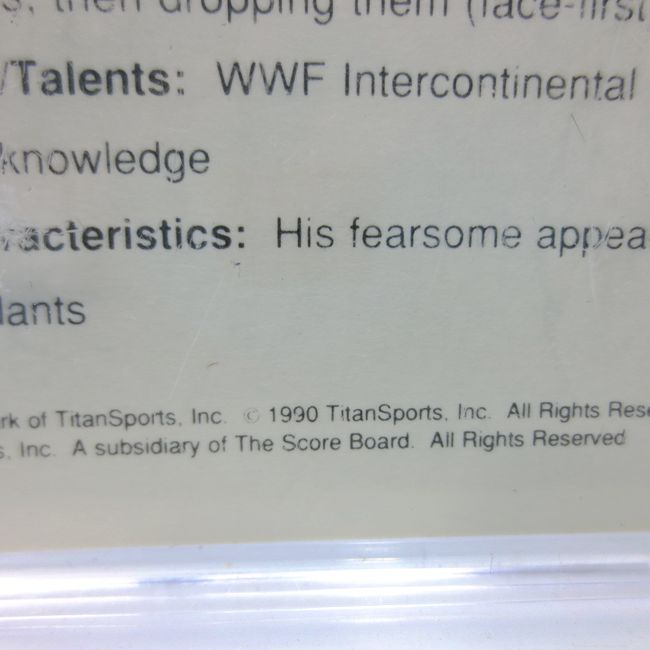 s, then dropping them (face-first
/Talents: WWF Intercontinental
knowledge
racteristics: His fearsome appea
lants
rk of TitanSports, Inc. © 1990 TitanSports, Inc. All Rights Rese
s, Inc. A subsidiary of The Score Board. All Rights Reserved